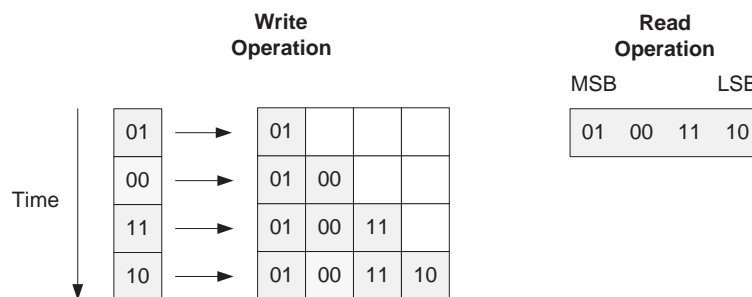 Write
Operation
Read
Operation
MSB LSB
01 00 11 10
Time
01 01
00 01 00
11 01 00 11
10 01 00 11 10